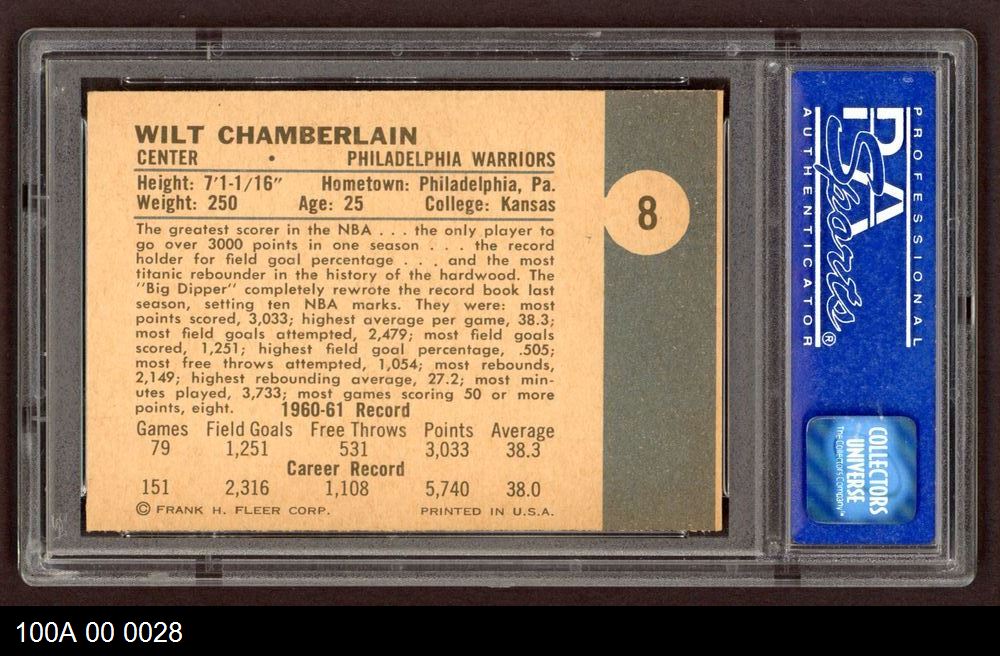 WILT CHAMBERLAIN
CENTER • PHILADELPHIA WARRIORS
Height: 7'1-1/16" Hometown: Philadelphia, Pa.
Weight: 250 Age: 25 College: Kansas
The greatest scorer in the NBA . . . the only player to
go over 3000 points in one season . . . the record
holder for field goal percentage . . . and the most
titanic rebounder in the history of the hardwood. The
"Big Dipper" completely rewrote the record book last
season, setting ten NBA marks. They were: most
points scored, 3,033; highest average per game, 38.3;
most field goals attempted, 2,479; most field goals
scored, 1,251; highest field goal percentage, .505;
most free throws attempted, 1,054; most rebounds,
2,149; highest rebounding average, 27.2; most min-
utes played, 3,733; most games scoring 50 or more
points, eight. 1960-61 Record
Games Field Goals Free Throws Points Average
79 1,251 531 3,033 38.3
Career Record
151 2,316 1,108 5,740 38.0
© FRANK H. FLEER CORP. PRINTED IN U.S.A.
8
PROFESSIONAL
PSA
Sports
AUTHENTICATOR®
COLLECTORS
UNIVERSE
The Collectors Company™
100A 00 0028